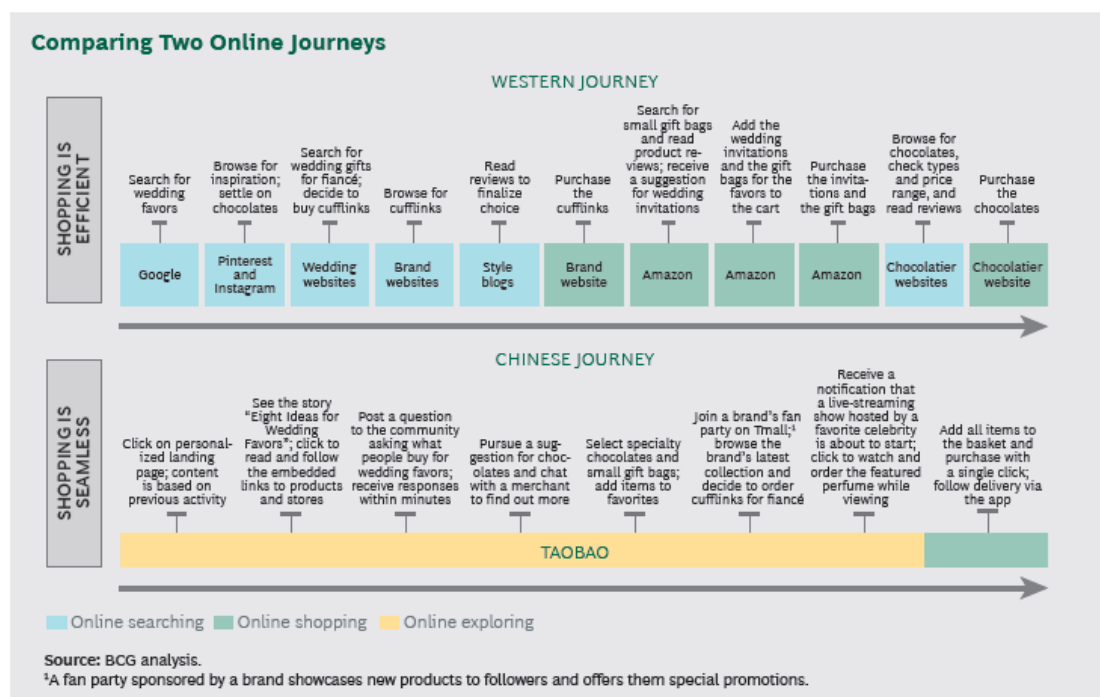 Comparing Two Online Journeys
WESTERN JOURNEY
SHOPPING IS
EFFICIENT
Search for
wedding
favors
Browse for
inspiration;
settle on
chocolates
Search for
wedding gifts
for fiancé;
decide to
buy cufflinks
Browse for
cufflinks
Read
reviews to
finalize
choice
Purchase
the
cufflinks
Search for
small gift bags
and read
product re-
views; receive
a suggestion
for wedding
invitations
Add the
wedding
invitations
and the gift
bags for the
favors to
the cart
Purchase
the invita-
tions and
the gift bags
Browse for
chocolates,
check types
and price
range, and
read reviews
Purchase
the
chocolates
Google
Pinterest
and
Instagram
Wedding
websites
Brand
websites
Style
blogs
Brand
website
Amazon
Amazon
Amazon
Chocolatier
websites
Chocolatier
website
CHINESE JOURNEY
SHOPPING IS
SEAMLESS
Click on personal-
ized landing
page; content
is based on
previous activity
See the story
“Eight Ideas for
Wedding
Favors”; click to
read and follow
the embedded
links to products
and stores
Post a question
to the community
asking what
people buy for
wedding favors;
receive responses
within minutes
Pursue a sug-
gestion for choc-
olates and chat
with a merchant
to find out more
Select specialty
chocolates and
small gift bags;
add items to
favorites
Join a brand’s fan
party on Tmall;¹
browse the
brand’s latest
collection and
decide to order
cufflinks for fiancé
Receive a
notification that
a live-streaming
show hosted by a
favorite celebrity
is about to start;
click to watch and
order the featured
perfume while
viewing
Add all items to
the basket and
purchase with
a single click;
follow delivery via
the app
TAOBAO
Online searching
Online shopping
Online exploring
Source: BCG analysis.
¹A fan party sponsored by a brand showcases new products to followers and offers them special promotions.